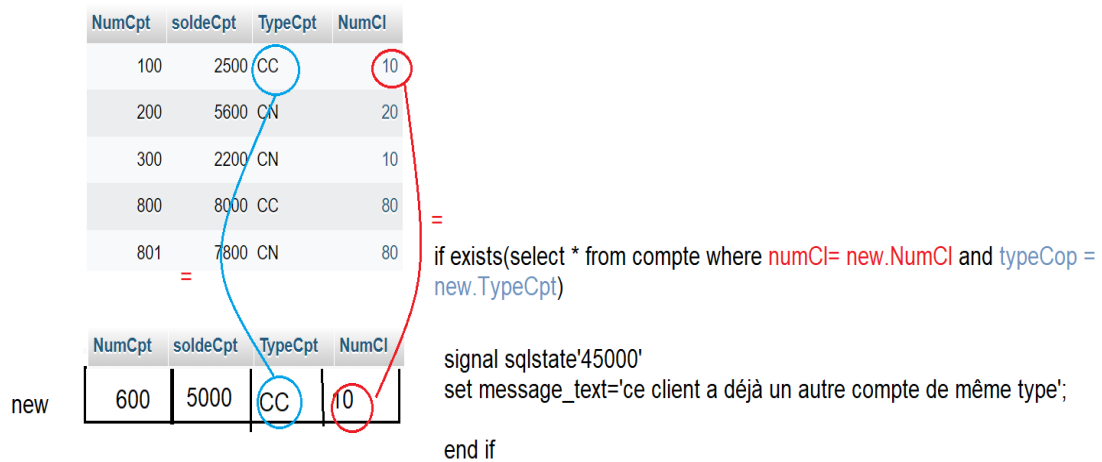 NumCpt soldeCpt TypeCpt NumCl
100 2500 CC 10
200 5600 CN 20
300 2200 CN 10
800 8000 CC 80
=
801 7800 CN 80
if exists(select * from compte where numCl= new.NumCl and typeCop =
=
new.TypeCpt)
NumCpt soldeCpt TypeCpt NumCl
signal sqlstate'45000'
new 600 5000 CC 10
set message_text='ce client a déjà un autre compte de même type';
end if